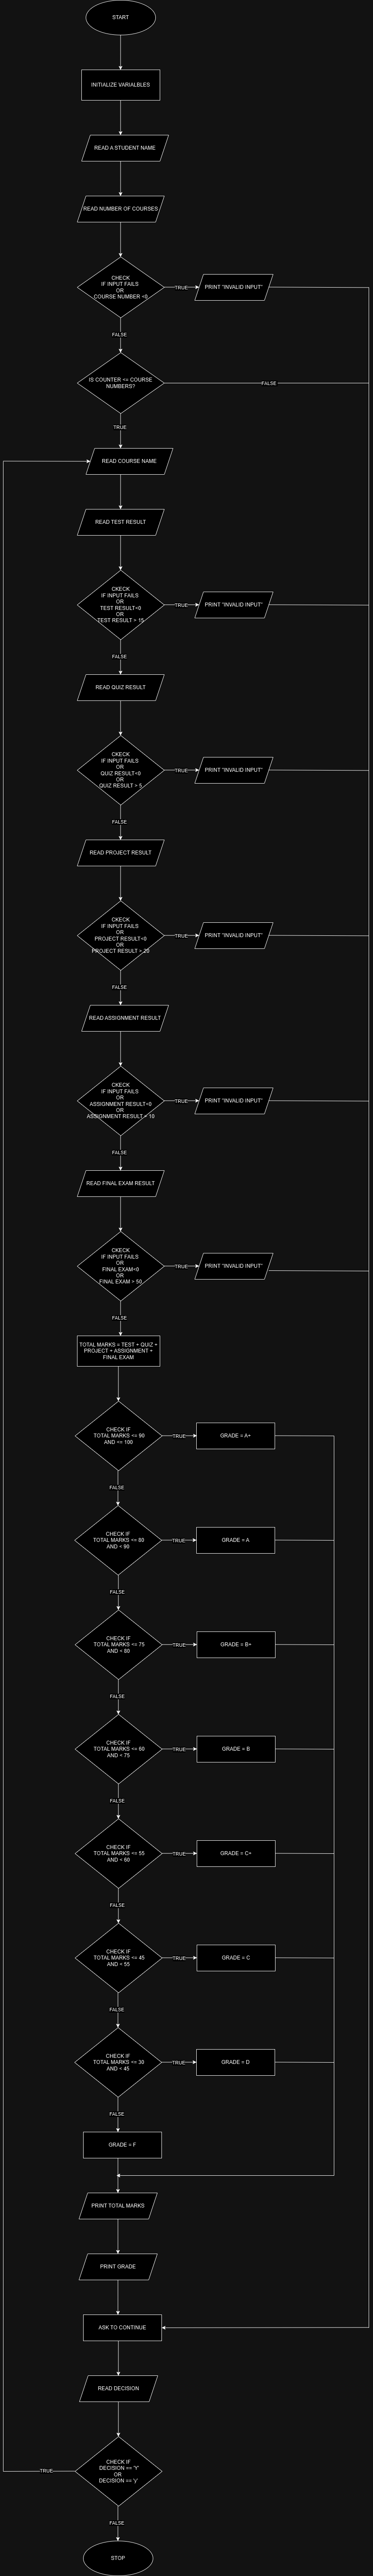 START
INITIALIZE VARIALBLES
READ A STUDENT NAME
READ NUMBER OF COURSES
CHECK
IF INPUT FAILS
OR
COURSE NUMBER <0
TRUE
PRINT "INVALID INPUT"
FALSE
IS COUNTER <= COURSE
NUMBERS?
FALSE
TRUE
READ COURSE NAME
READ TEST RESULT
CKECK
IF INPUT FAILS
OR
TEST RESULT<0
OR
TEST RESULT > 15
TRUE
PRINT "INVALID INPUT"
FALSE
READ QUIZ RESULT
CKECK
IF INPUT FAILS
OR
QUIZ RESULT<0
OR
QUIZ RESULT > 5
TRUE
PRINT "INVALID INPUT"
FALSE
READ PROJECT RESULT
CKECK
IF INPUT FAILS
OR
PROJECT RESULT<0
OR
PROJECT RESULT > 20
TRUE
PRINT "INVALID INPUT"
FALSE
READ ASSIGNMENT RESULT
CKECK
IF INPUT FAILS
OR
ASSIGNMENT RESULT<0
OR
ASSIGNMENT RESULT > 10
TRUE
PRINT "INVALID INPUT"
FALSE
READ FINAL EXAM RESULT
CKECK
IF INPUT FAILS
OR
FINAL EXAM<0
OR
FINAL EXAM > 50
TRUE
PRINT "INVALID INPUT"
FALSE
TOTAL MARKS = TEST + QUIZ +
PROJECT + ASSIGNMENT +
FINAL EXAM
CHECK IF
TOTAL MARKS <= 90
AND >= 100
TRUE
GRADE = A+
FALSE
CHECK IF
TOTAL MARKS <= 80
AND < 90
TRUE
GRADE = A
FALSE
CHECK IF
TOTAL MARKS <= 75
AND < 80
TRUE
GRADE = B+
FALSE
CHECK IF
TOTAL MARKS <= 60
AND < 75
TRUE
GRADE = B
FALSE
CHECK IF
TOTAL MARKS <= 55
AND < 60
TRUE
GRADE = C+
FALSE
CHECK IF
TOTAL MARKS <= 45
AND < 55
TRUE
GRADE = C
FALSE
CHECK IF
TOTAL MARKS <= 30
AND < 45
TRUE
GRADE = D
FALSE
GRADE = F
PRINT TOTAL MARKS
PRINT GRADE
ASK TO CONTINUE
READ DECISION
CHECK IF
DECISION == 'Y'
OR
DECISION == 'y'
TRUE
FALSE
STOP